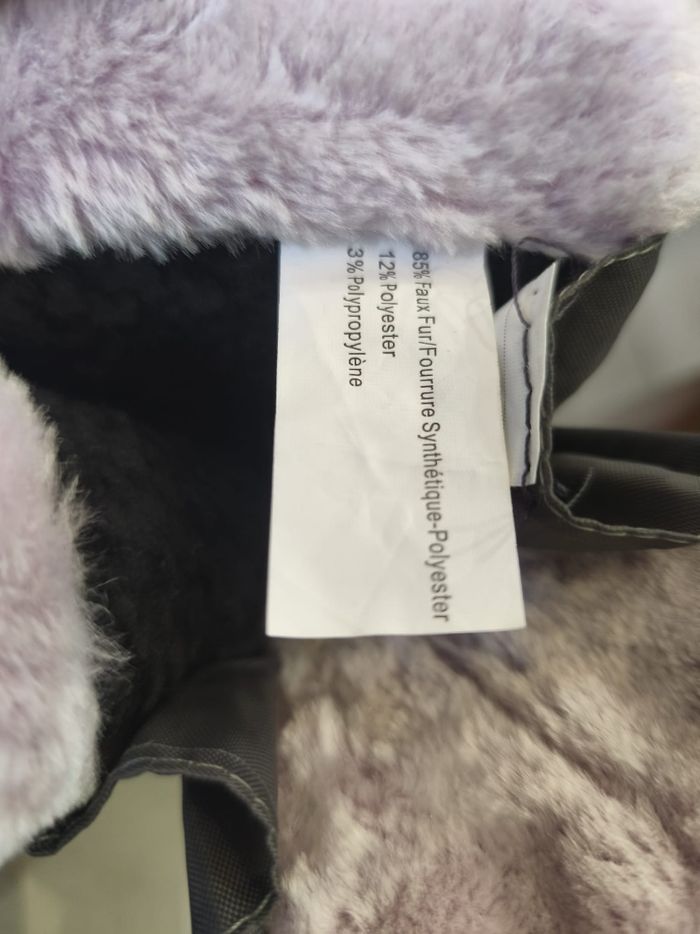 85%Faux Fur/Fourrure Synthétique-Polyester
12%Polyester
3%Polypropylène